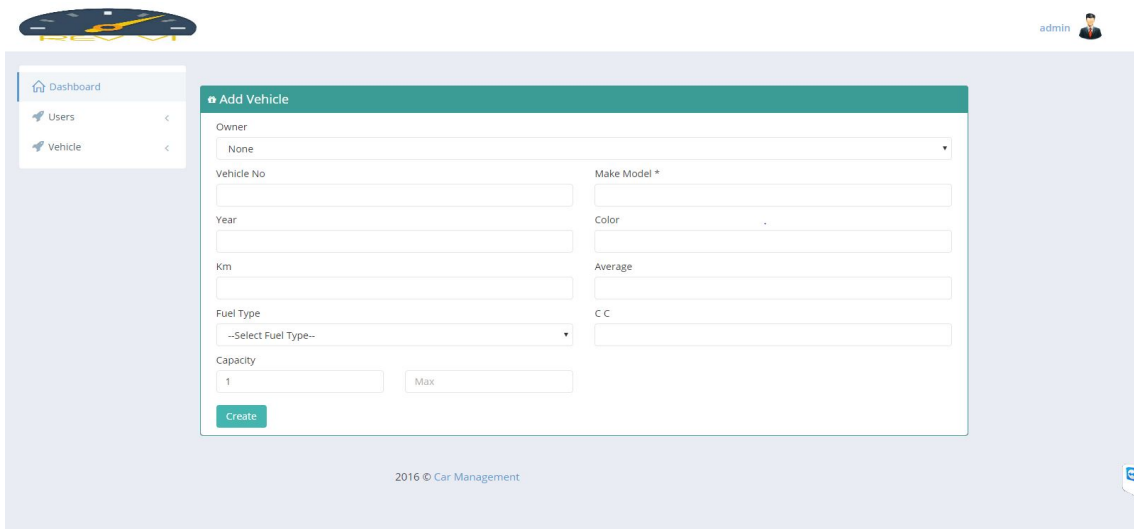 admin
Dashboard
Users
Vehicle
Add Vehicle
Owner
None
Vehicle No
Make Model *
Year
Color
Km
Average
Fuel Type
C C
--Select Fuel Type--
Capacity
1
Max
Create
2016 © Car Management